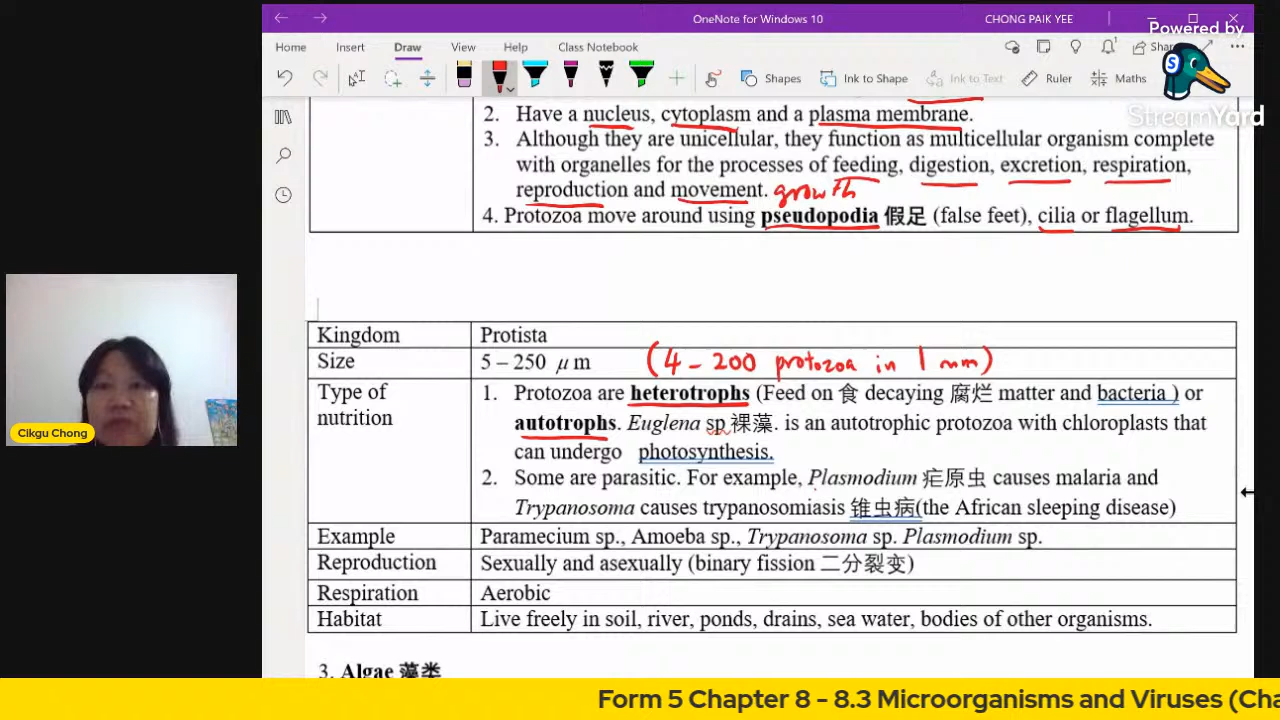 OneNote for Windows 10
CHONG PAIK YEE
Powered by
StreamYard
Home Insert Draw View Help Class Notebook Shar
Shapes Ink to Shape Ink to Text Ruler Maths
2. Have a nucleus, cytoplasm and a plasma membrane.
3. Although they are unicellular, they function as multicellular organism complete
with organelles for the processes of feeding, digestion, excretion, respiration,
reproduction and movement. growth
4. Protozoa move around using pseudopodia 假足 (false feet), cilia or flagellum.
Kingdom Protista
Size 5 – 250 μ m (4 – 200 protozoa in 1 mm)
Type of nutrition
1. Protozoa are heterotrophs (Feed on 食 decaying 腐烂 matter and bacteria ) or
autotrophs. Euglena sp 裸藻. is an autotrophic protozoa with chloroplasts that
can undergo photosynthesis.
2. Some are parasitic. For example, Plasmodium 疟原虫 causes malaria and
Trypanosoma causes trypanosomiasis 锥虫病(the African sleeping disease)
Example Paramecium sp., Amoeba sp., Trypanosoma sp. Plasmodium sp.
Reproduction Sexually and asexually (binary fission 二分裂变)
Respiration Aerobic
Habitat Live freely in soil, river, ponds, drains, sea water, bodies of other organisms.
3. Algae 藻类
Cikgu Chong
Form 5 Chapter 8 - 8.3 Microorganisms and Viruses (Cha